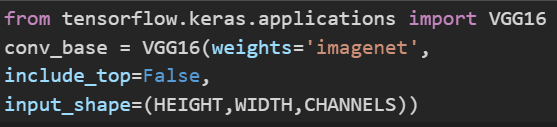 from tensorflow.keras.applications import VGG16
conv_base = VGG16(weights='imagenet',
include_top=False,
input_shape=(HEIGHT,WIDTH,CHANNELS))